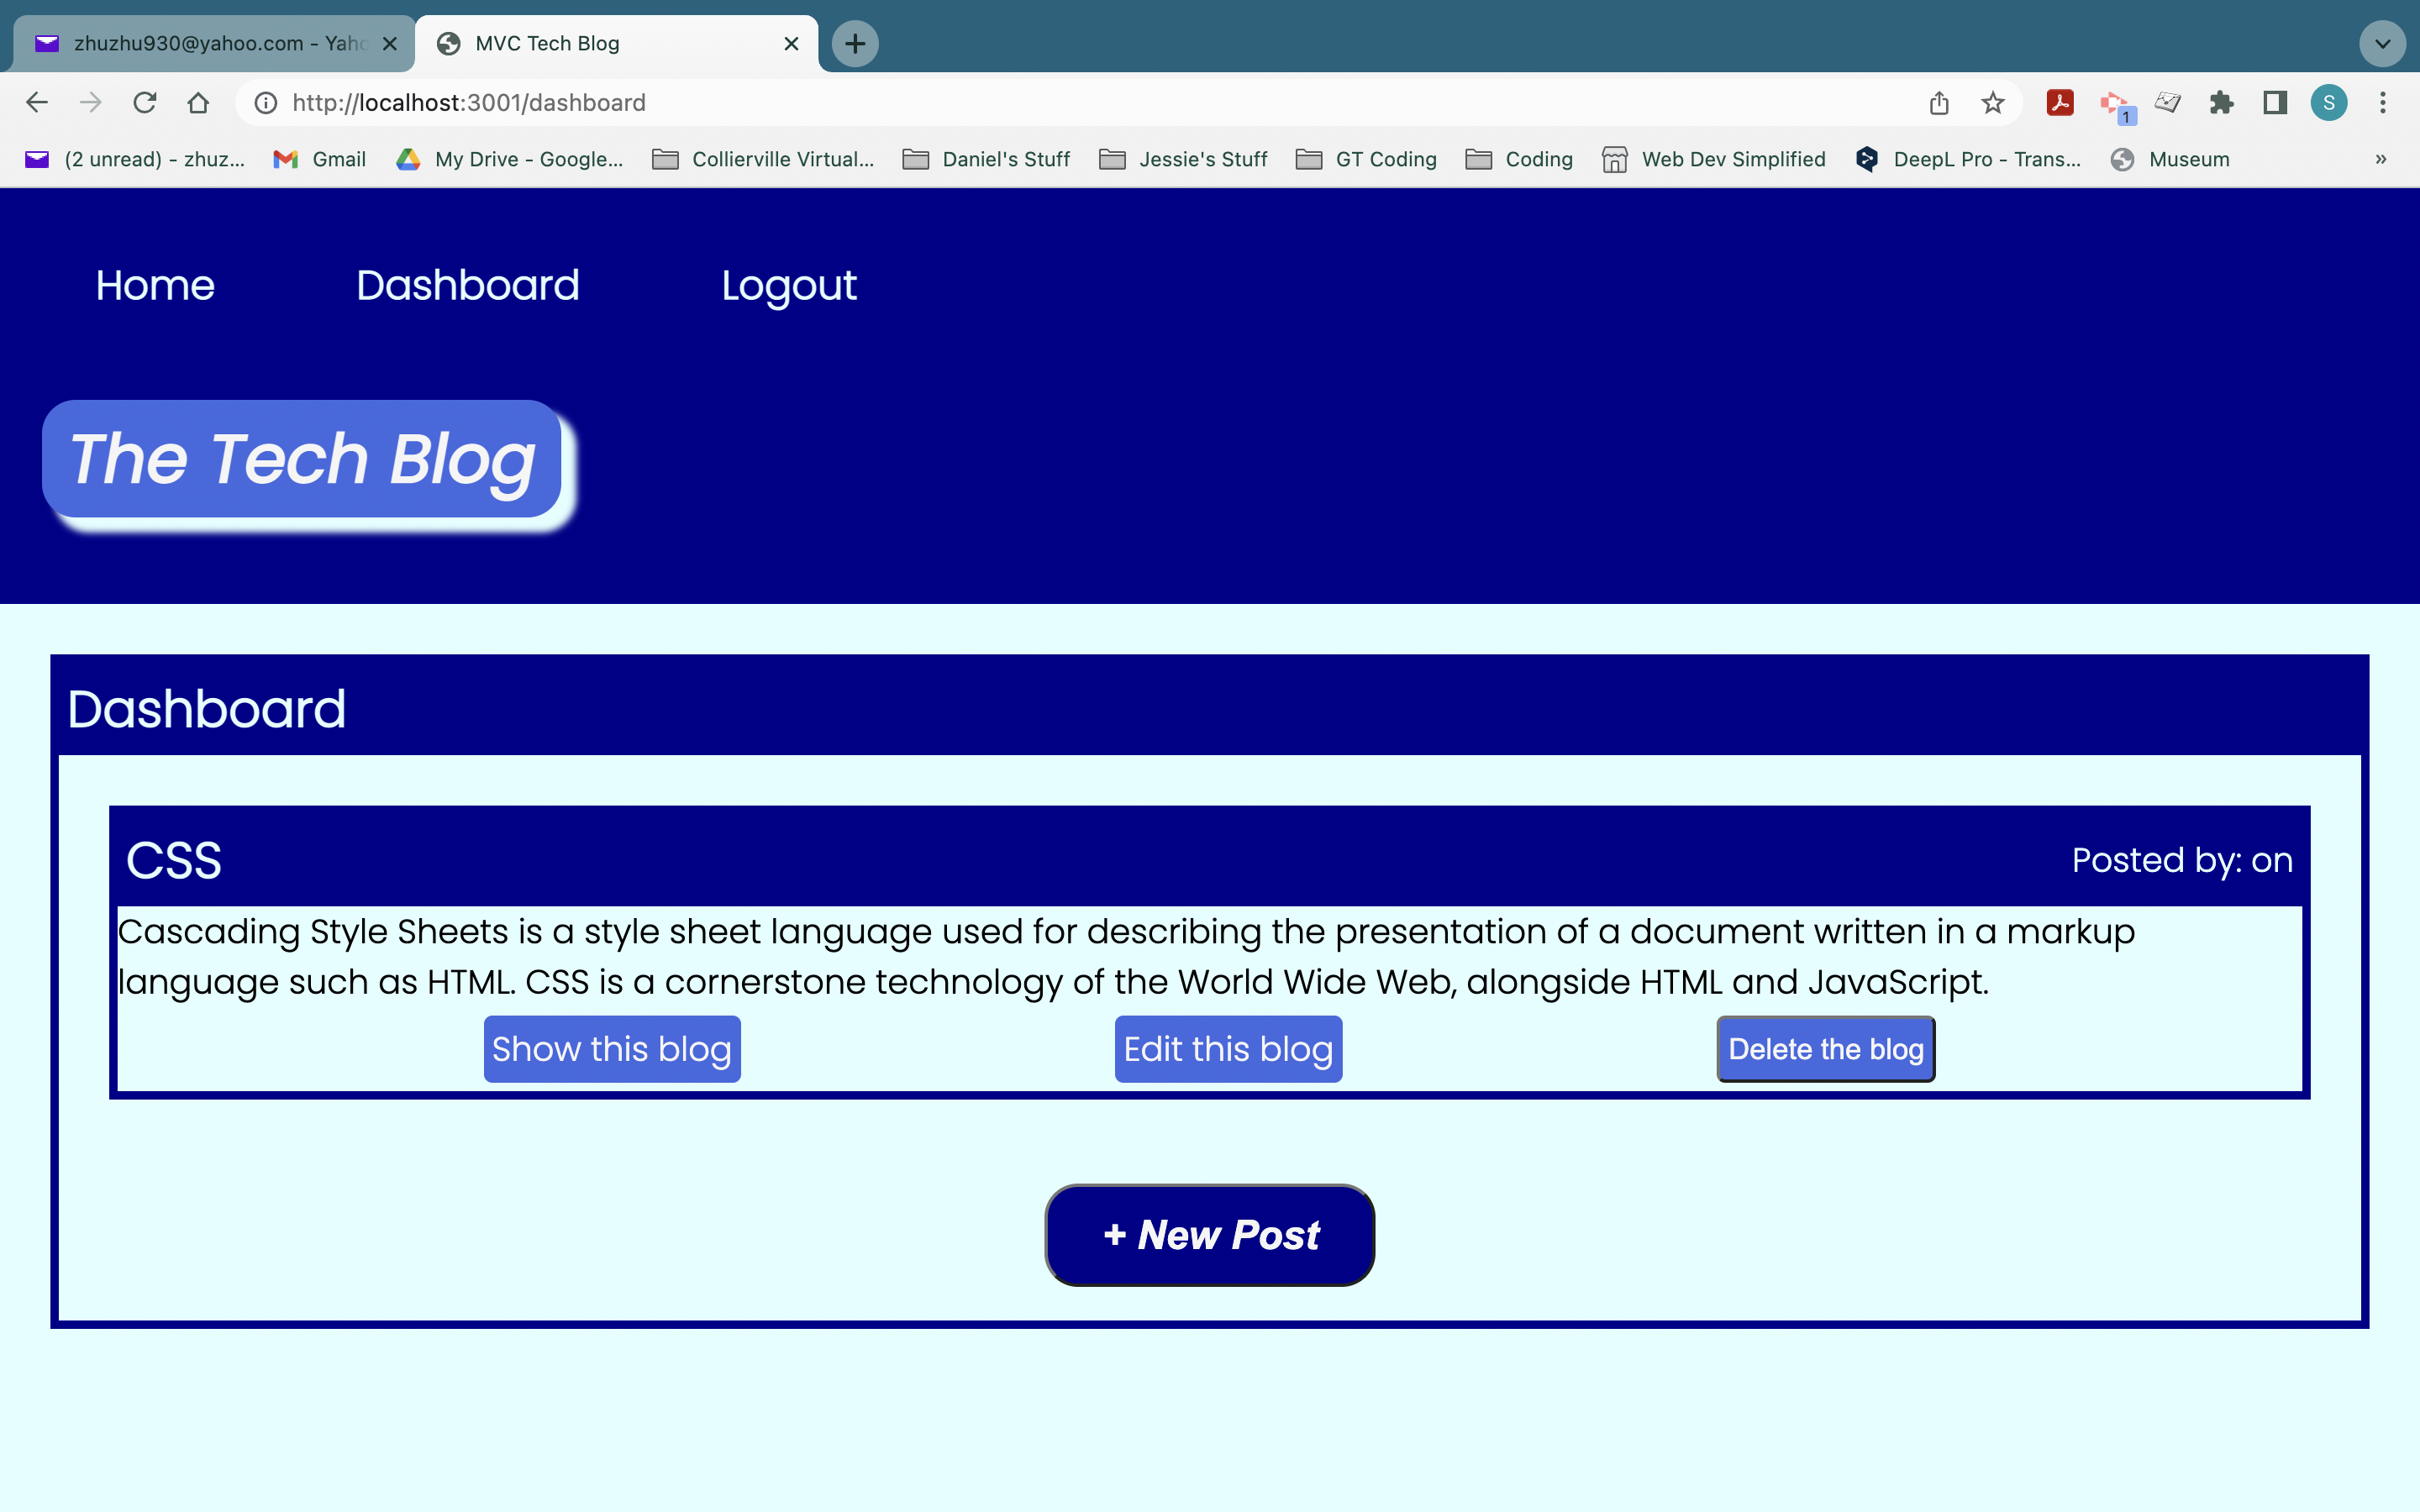 zhuzhu930@yahoo.com - Yah
MVC Tech Blog
http://localhost:3001/dashboard
1
S
(2 unread) - zhuz...
Gmail
My Drive - Google...
Collierville Virtual...
Daniel's Stuff
Jessie's Stuff
GT Coding
Coding
Web Dev Simplified
DeepL Pro - Trans...
Museum
»
Home
Dashboard
Logout
The Tech Blog
Dashboard
CSS
Posted by: on
Cascading Style Sheets is a style sheet language used for describing the presentation of a document written in a markup
language such as HTML. CSS is a cornerstone technology of the World Wide Web, alongside HTML and JavaScript.
Show this blog
Edit this blog
Delete the blog
+ New Post